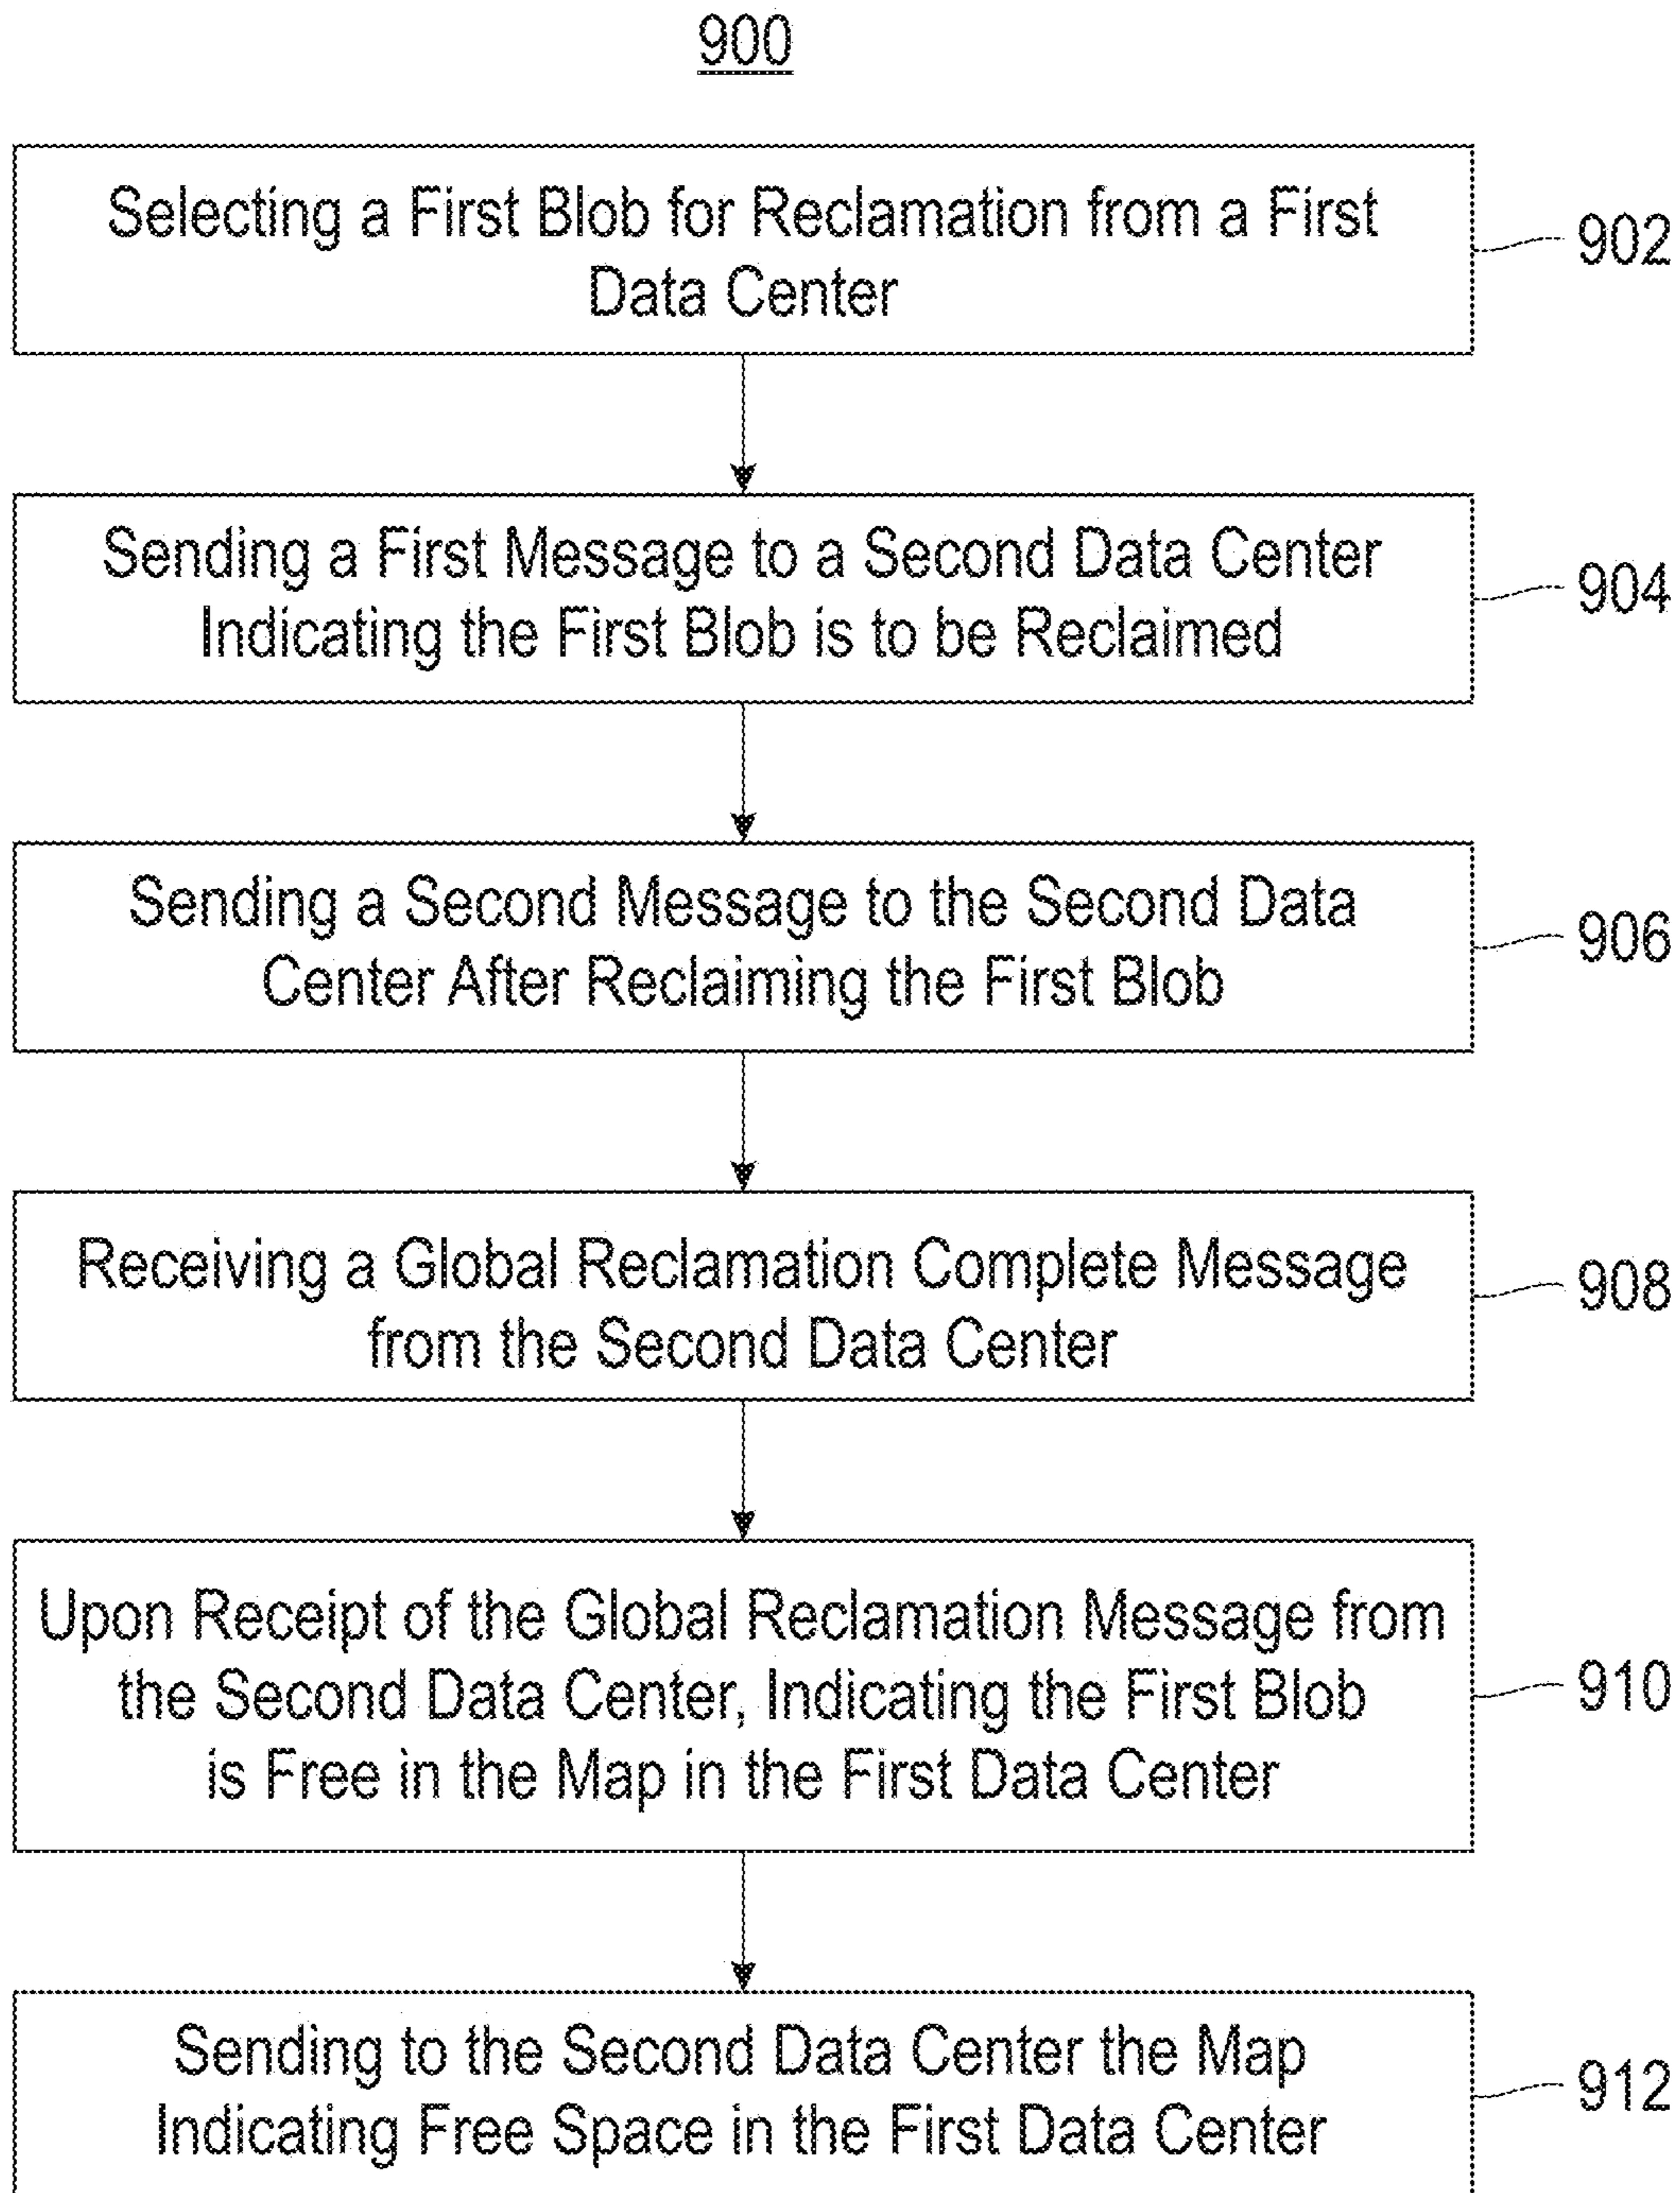 900
Selecting a First Blob for Reclamation from a First
Data Center
902
Sending a First Message to a Second Data Center
Indicating the First Blob is to be Reclaimed
904
Sending a Second Message to the Second Data
Center After Reclaiming the First Blob
906
Receiving a Global Reclamation Complete Message
from the Second Data Center
908
Upon Receipt of the Global Reclamation Message from
the Second Data Center, Indicating the First Blob
is Free in the Map in the First Data Center
910
Sending to the Second Data Center the Map
Indicating Free Space in the First Data Center
912